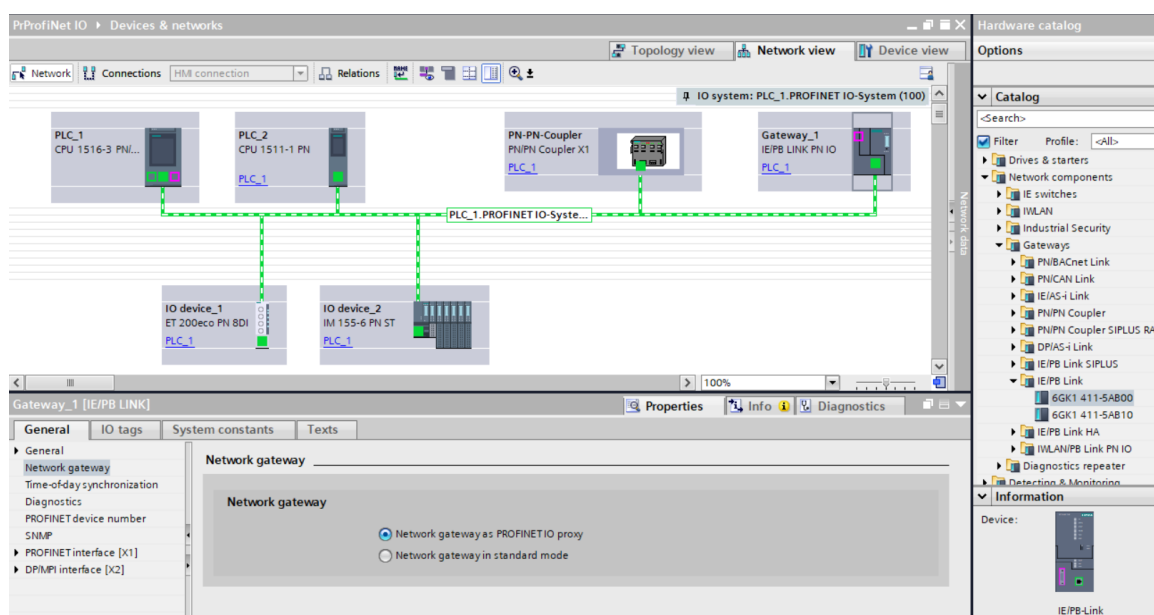 PrProfiNet IO ▸ Devices & networks
Hardware catalog
Topology view
Network view
Device view
Options
Network
Connections
HMI connection
Relations
IO system: PLC_1.PROFINET IO-System (100)
Catalog
<Search>
Filter
Profile:
<All>
PLC_1
CPU 1516-3 PN/...
PLC_2
CPU 1511-1 PN
PLC_1
PN-PN-Coupler
PN/PN Coupler X1
PLC_1
Gateway_1
IE/PB LINK PN IO
PLC_1
PLC_1.PROFINET IO-Syste...
IO device_1
ET 200eco PN 8DI
PLC_1
IO device_2
IM 155-6 PN ST
PLC_1
Network data
100%
Drives & starters
Network components
IE switches
IWLAN
Industrial Security
Gateways
PN/BACnet Link
PN/CAN Link
IE/AS-i Link
PN/PN Coupler
PN/PN Coupler SIPLUS RA
DP/AS-i Link
IE/PB Link SIPLUS
IE/PB Link
6GK1 411-5AB00
6GK1 411-5AB10
IE/PB Link HA
IWLAN/PB Link PN IO
Diagnostics repeater
Detecting & Monitoring
Gateway_1 [IE/PB LINK]
Properties
Info
Diagnostics
General
IO tags
System constants
Texts
General
Network gateway
Time-of-day synchronization
Diagnostics
PROFINET device number
SNMP
PROFINET interface [X1]
DP/MPI interface [X2]
Network gateway
Network gateway
Network gateway as PROFINET IO proxy
Network gateway in standard mode
Information
Device:
IE/PB-Link